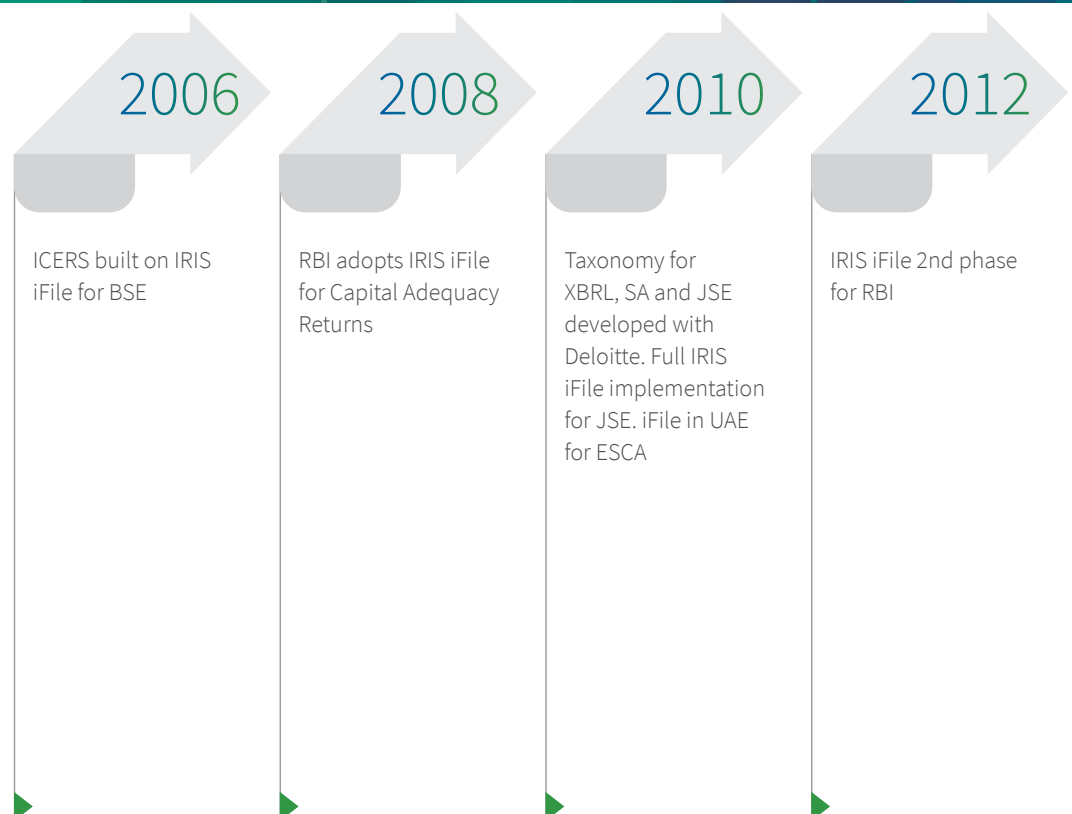 2006
ICERS built on IRIS
iFile for BSE
2008
RBI adopts IRIS iFile
for Capital Adequacy
Returns
2010
Taxonomy for
XBRL, SA and JSE
developed with
Deloitte. Full IRIS
iFile implementation
for JSE. iFile in UAE
for ESCA
2012
IRIS iFile 2nd phase
for RBI